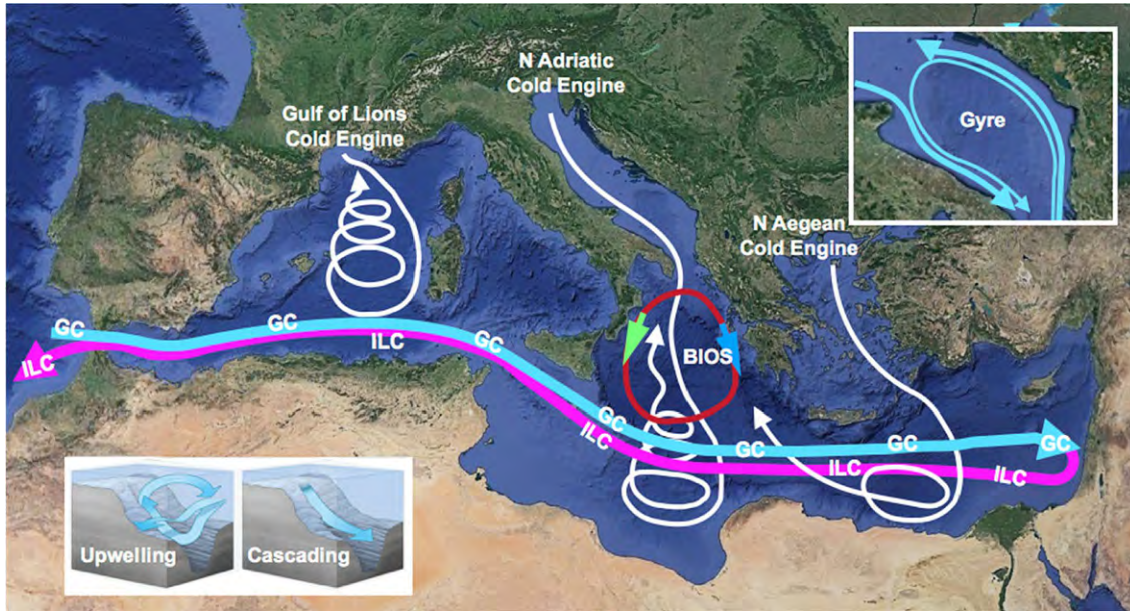 N Adriatic
Cold Engine
Gulf of Lions
Cold Engine
Gyre
N Aegean
Cold Engine
GC
GC
GC
ILC
ILC
BIOS
GC
ILC
GC
GC
GC
ILC
ILC
Upwelling
Cascading